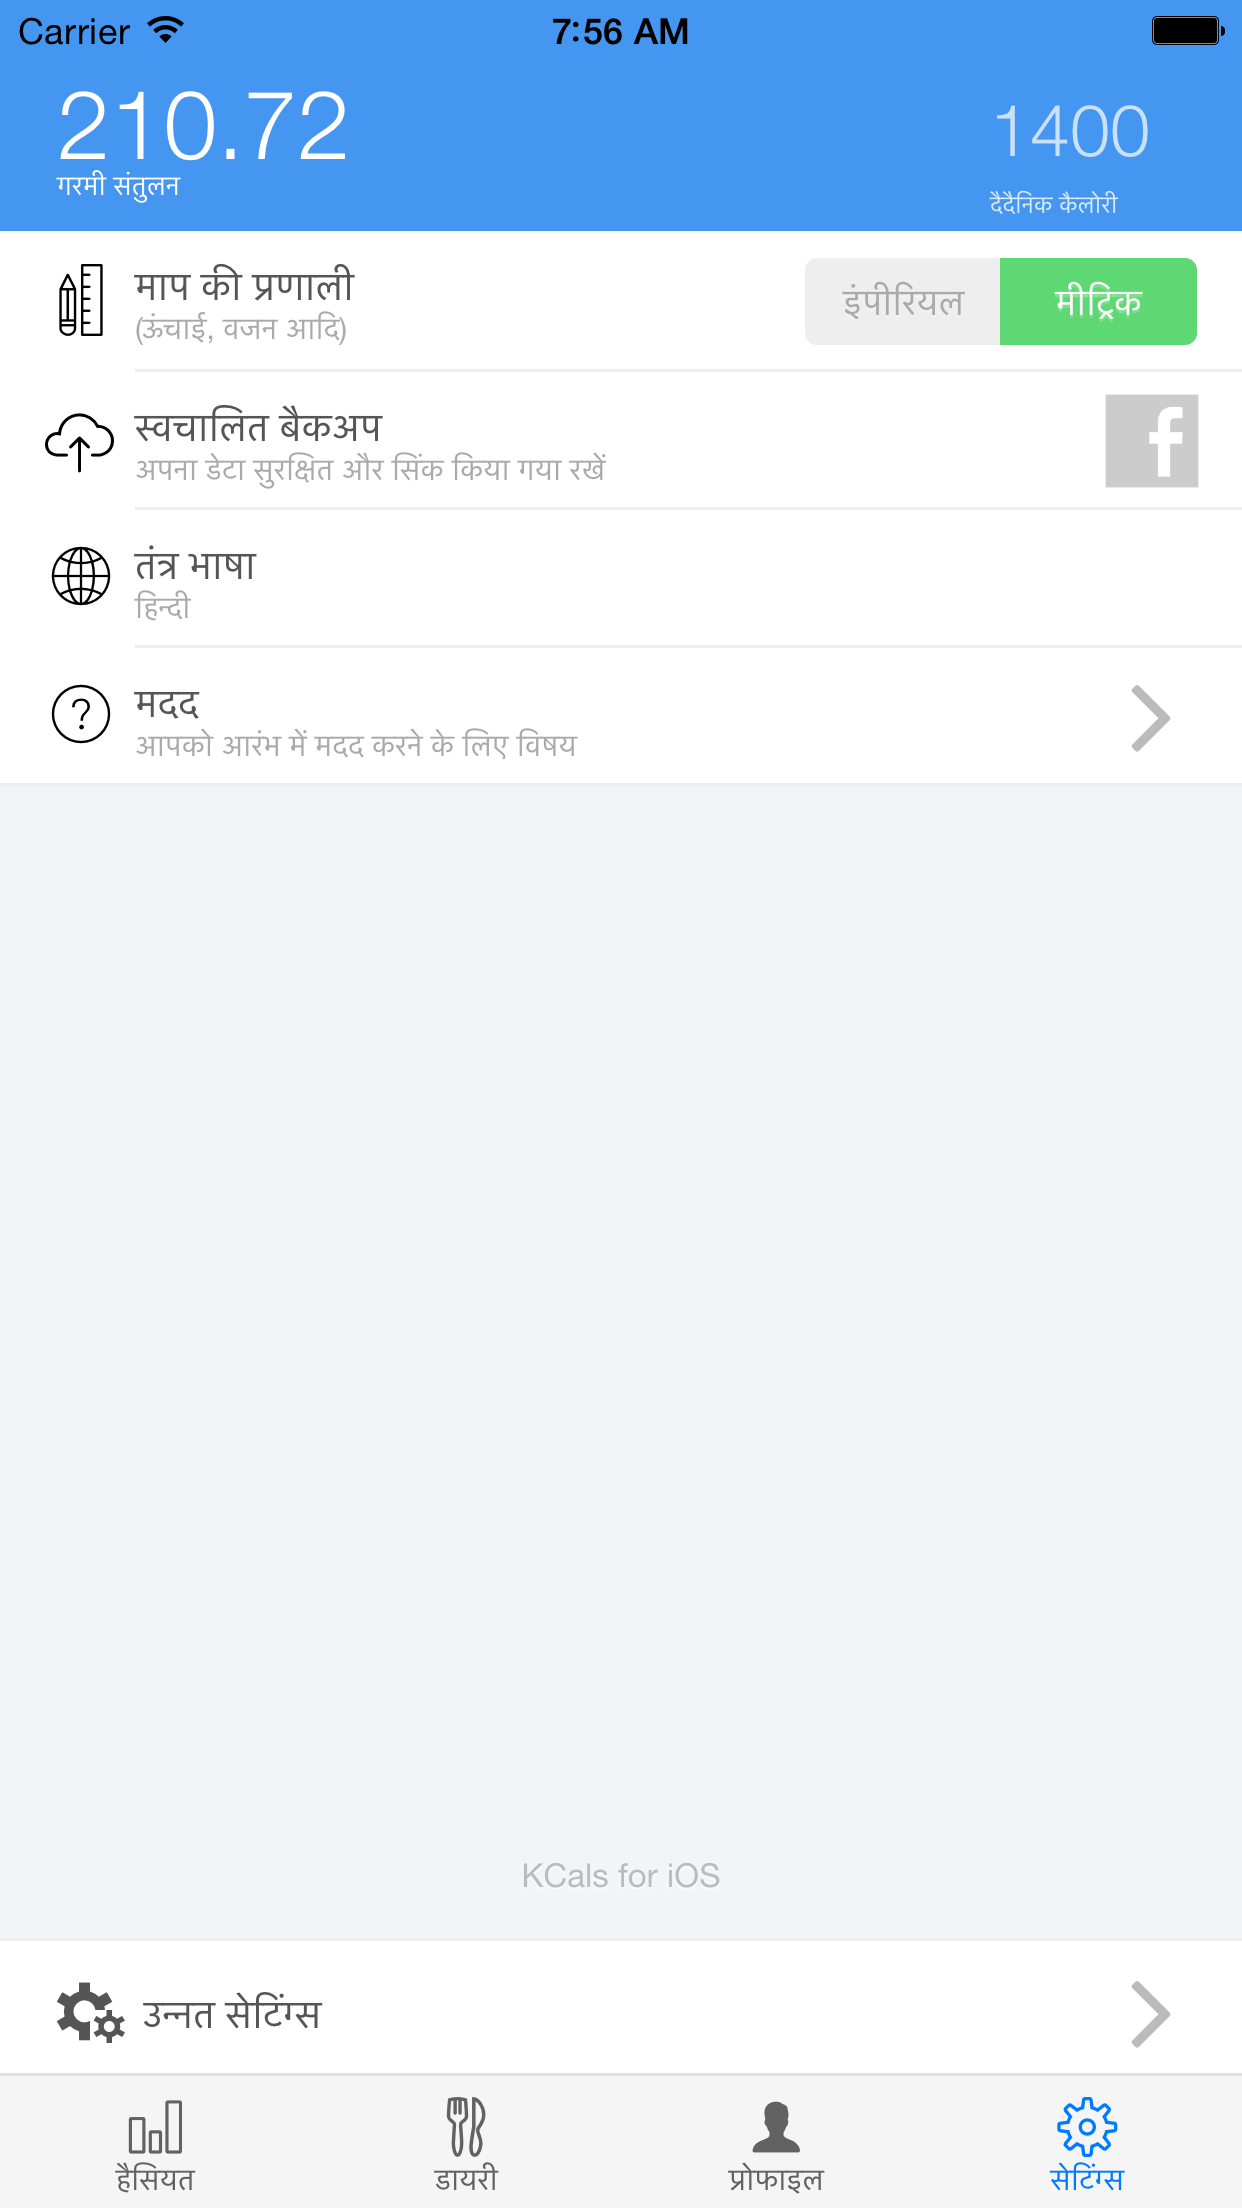 Carrier 7:56 AM
210.72
1400
गरमी संतुलन
दैदैनिक कैलोरी
माप की प्रणाली
(ऊंचाई, वजन आदि)
इंपीरियल
मीट्रिक
स्वचालित बैकअप
अपना डेटा सुरक्षित और सिंक किया गया रखें
तंत्र भाषा
हिन्दी
मदद
आपको आरंभ में मदद करने के लिए विषय
KCals for iOS
उन्नत सेटिंग्स
हैसियत
डायरी
प्रोफाइल
सेटिंग्स